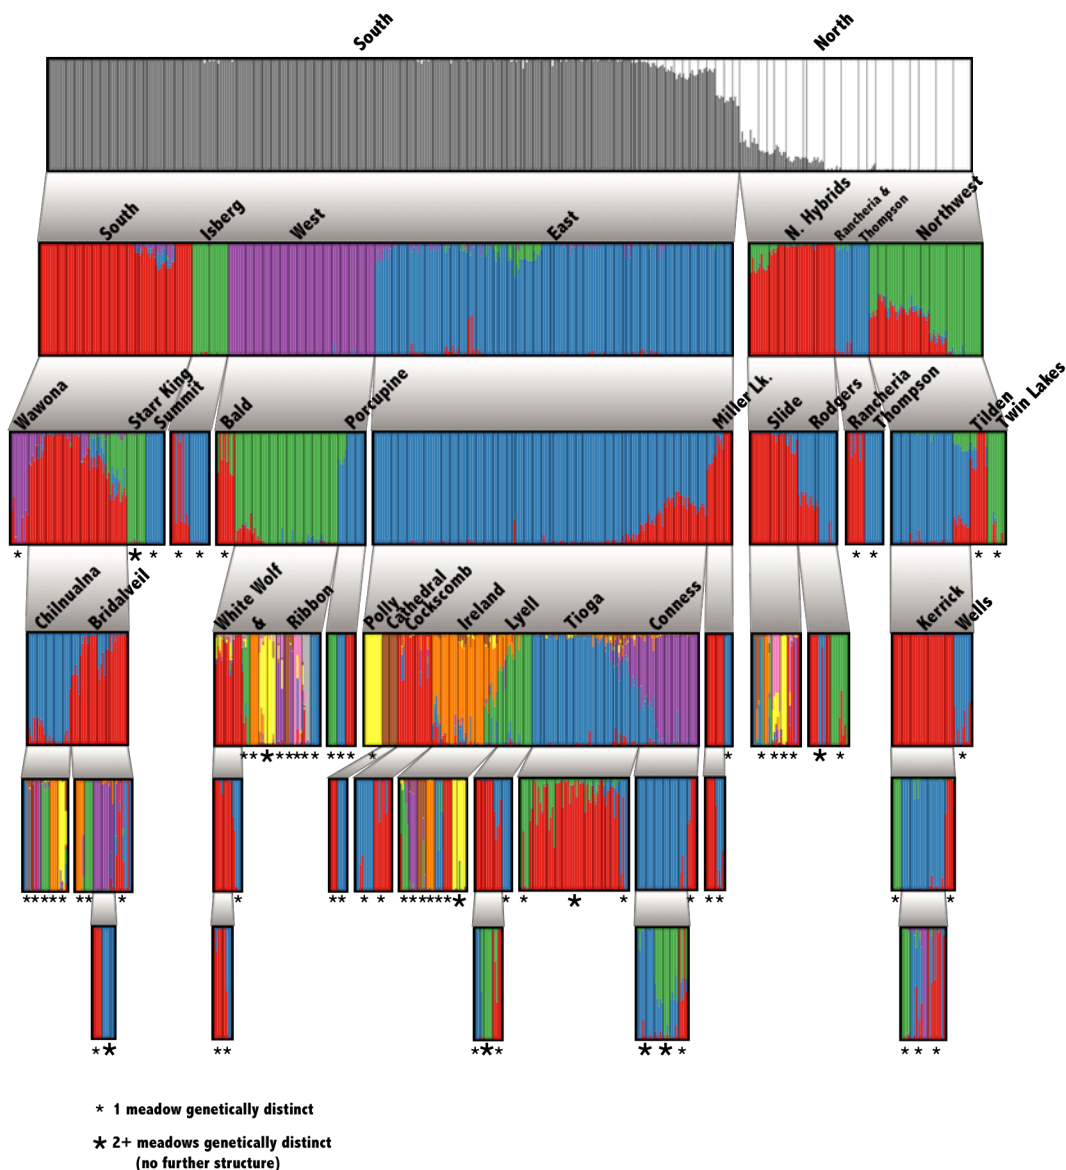 South
North
South
Isberg
West
East
N. Hybrids
Rancheria &
Thompson
Northwest
Wawona
Starr King
Summit
Bald
Porcupine
Miller Lk.
Slide
Rodgers
Rancheria
Thompson
Tilden
Twin Lakes
* * * * * * * * * *
Chilnualna
Bridalveil
White Wolf
&
Ribbon
Polly
Cathedral
Cockscomb
Ireland
Lyell
Tioga
Conness
Kerrick
Wells
* 1 meadow genetically distinct
* 2+ meadows genetically distinct
(no further structure)